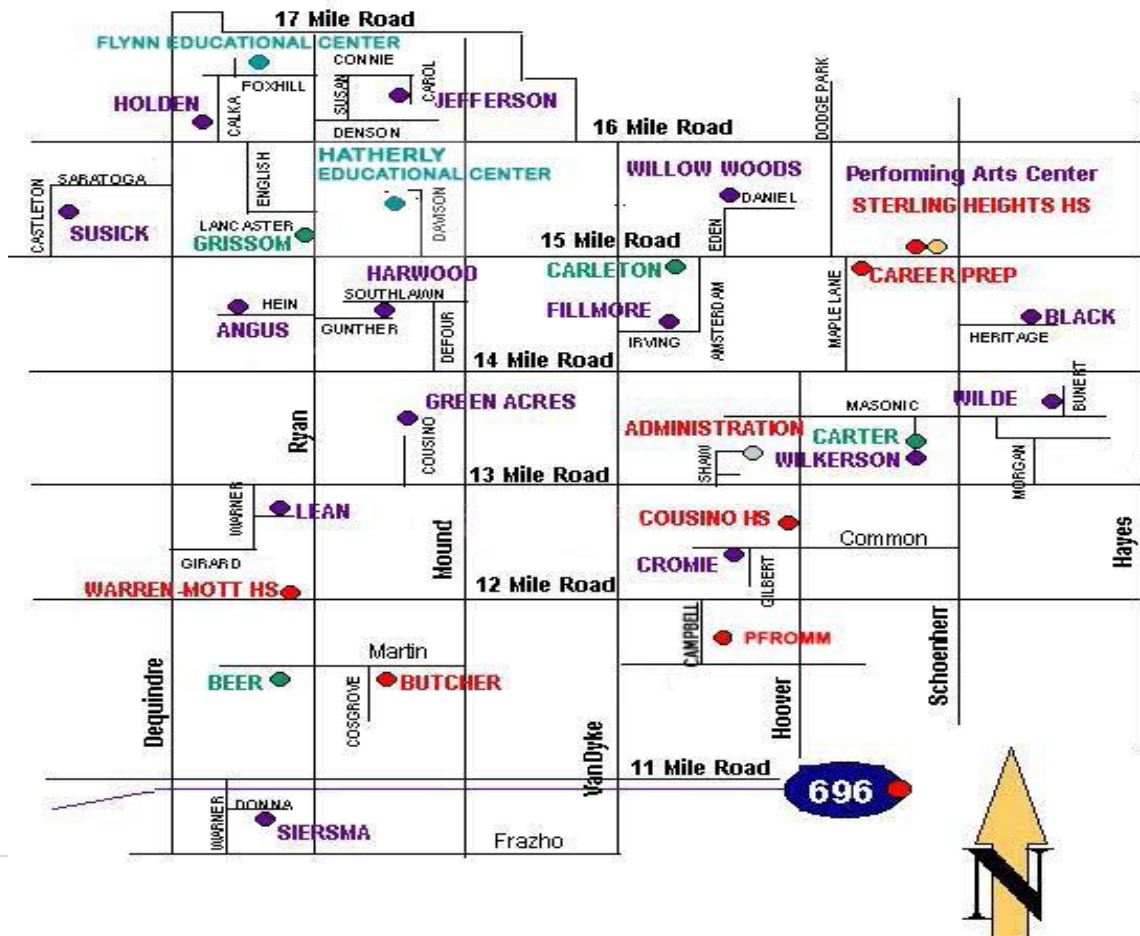 17 Mile Road
FLYNN EDUCATIONAL CENTER
CONNIE
FOXHILL
SUSAN
CAROL
HOLDEN
CALKA
JEFFERSON
DENSON
DODGE PARK
16 Mile Road
HATHERLY
EDUCATIONAL CENTER
WILLOW WOODS
Performing Arts Center
SARATOGA
CASTLETON
ENGLISH
DANIEL
STERLING HEIGHTS HS
SUSICK
LANCASTER
GRISSOM
DAVISON
EDEN
15 Mile Road
HARWOOD
CARLETON
CAREER PREP
HEIN
SOUTHLAWN
FILLMORE
AMSTERDAM
MAPLE LANE
BLACK
ANGUS
GUNTHER
DEFOUR
IRVING
HERITAGE
14 Mile Road
GREEN ACRES
WILDE
BUNERT
MASONIC
Ryan
COUSINO
ADMINISTRATION
CARTER
SHAW
WILKERSON
MORGAN
13 Mile Road
WARNER
LEAN
COUSINO HS
Mound
Common
Hayes
GIRARD
CROMIE
GILBERT
WARREN-MOTT HS
12 Mile Road
CAMPBELL
PFROMM
Martin
BEER
BUTCHER
COSGROVE
Dequindre
VanDyke
Hoover
Schoenherr
11 Mile Road
696
WARNER
DONNA
SIERSMA
Frazho
N